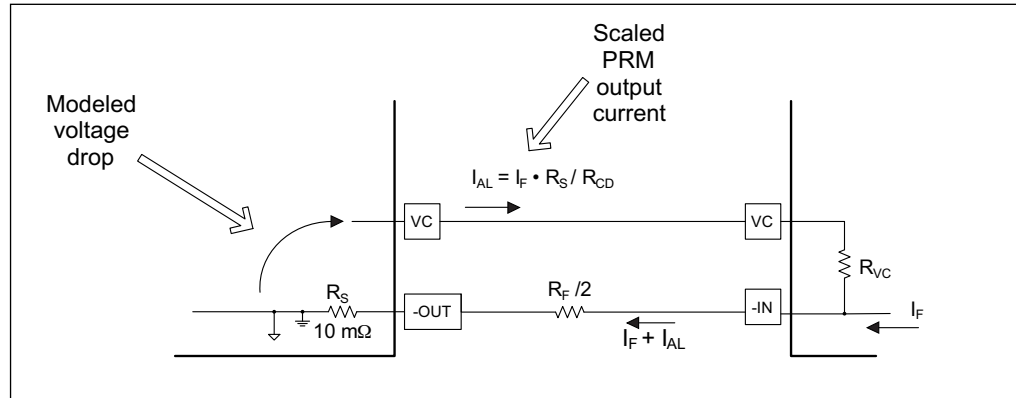 Scaled
PRM
output
current
Modeled
voltage
drop
I_AL = I_F • R_S / R_CD
VC
VC
R_VC
R_S
10 mΩ
-OUT
R_F /2
-IN
I_F
I_F + I_AL